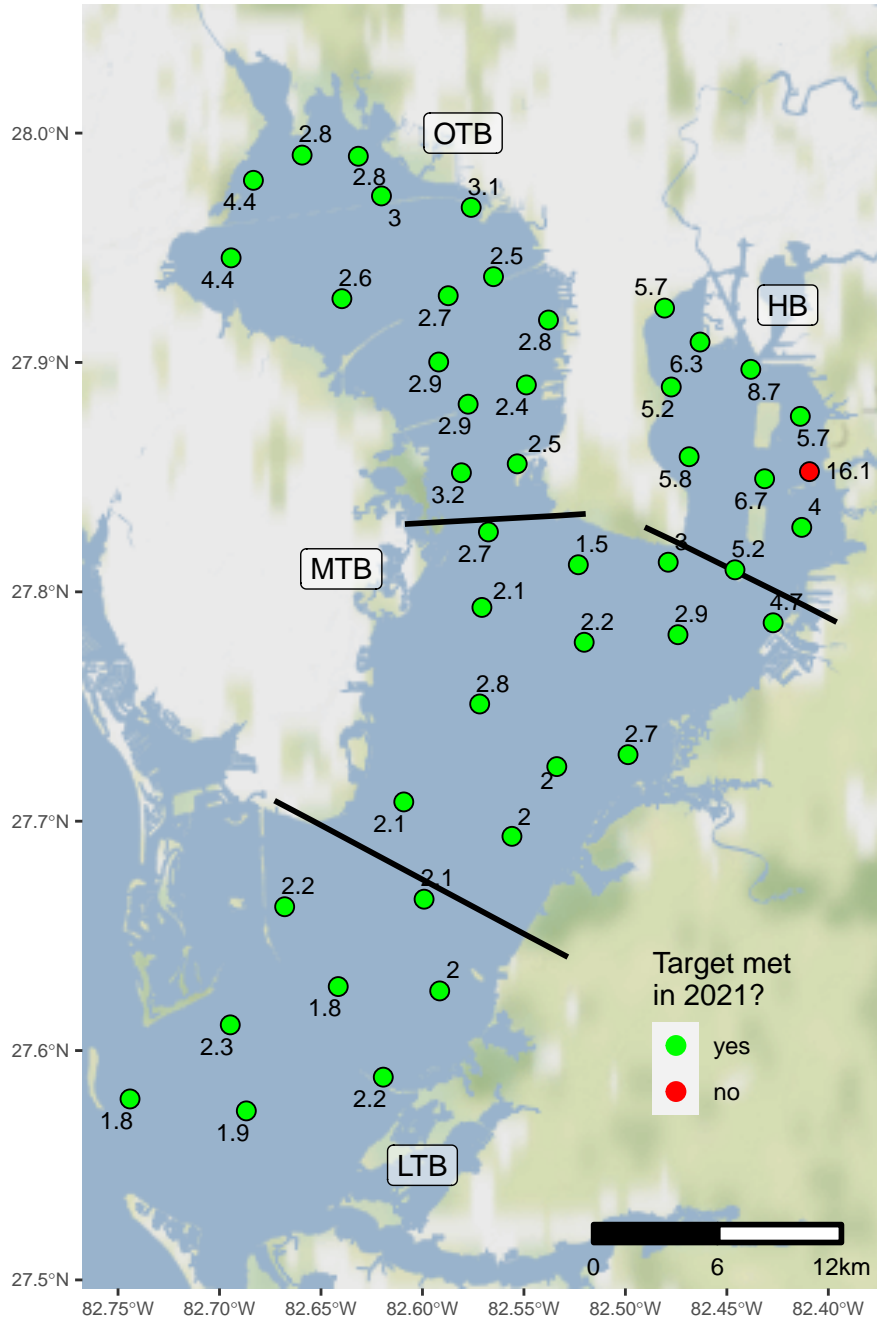 28.0°N
27.9°N
27.8°N
27.7°N
27.6°N
27.5°N
82.75°W
82.70°W
82.65°W
82.60°W
82.55°W
82.50°W
82.45°W
82.40°W
OTB
2.8
2.8
4.4
3
3.1
4.4
2.6
2.5
2.7
2.8
2.9
2.4
2.9
2.5
3.2
HB
5.7
6.3
5.2
8.7
5.7
5.8
16.1
6.7
4
5.2
4.7
MTB
2.7
1.5
3
2.1
2.2
2.9
2.8
2.7
2
2.1
2
2.1
2.2
1.8
2
2.3
2.2
1.8
1.9
LTB
Target met
in 2021?
yes
no
0 6 12km